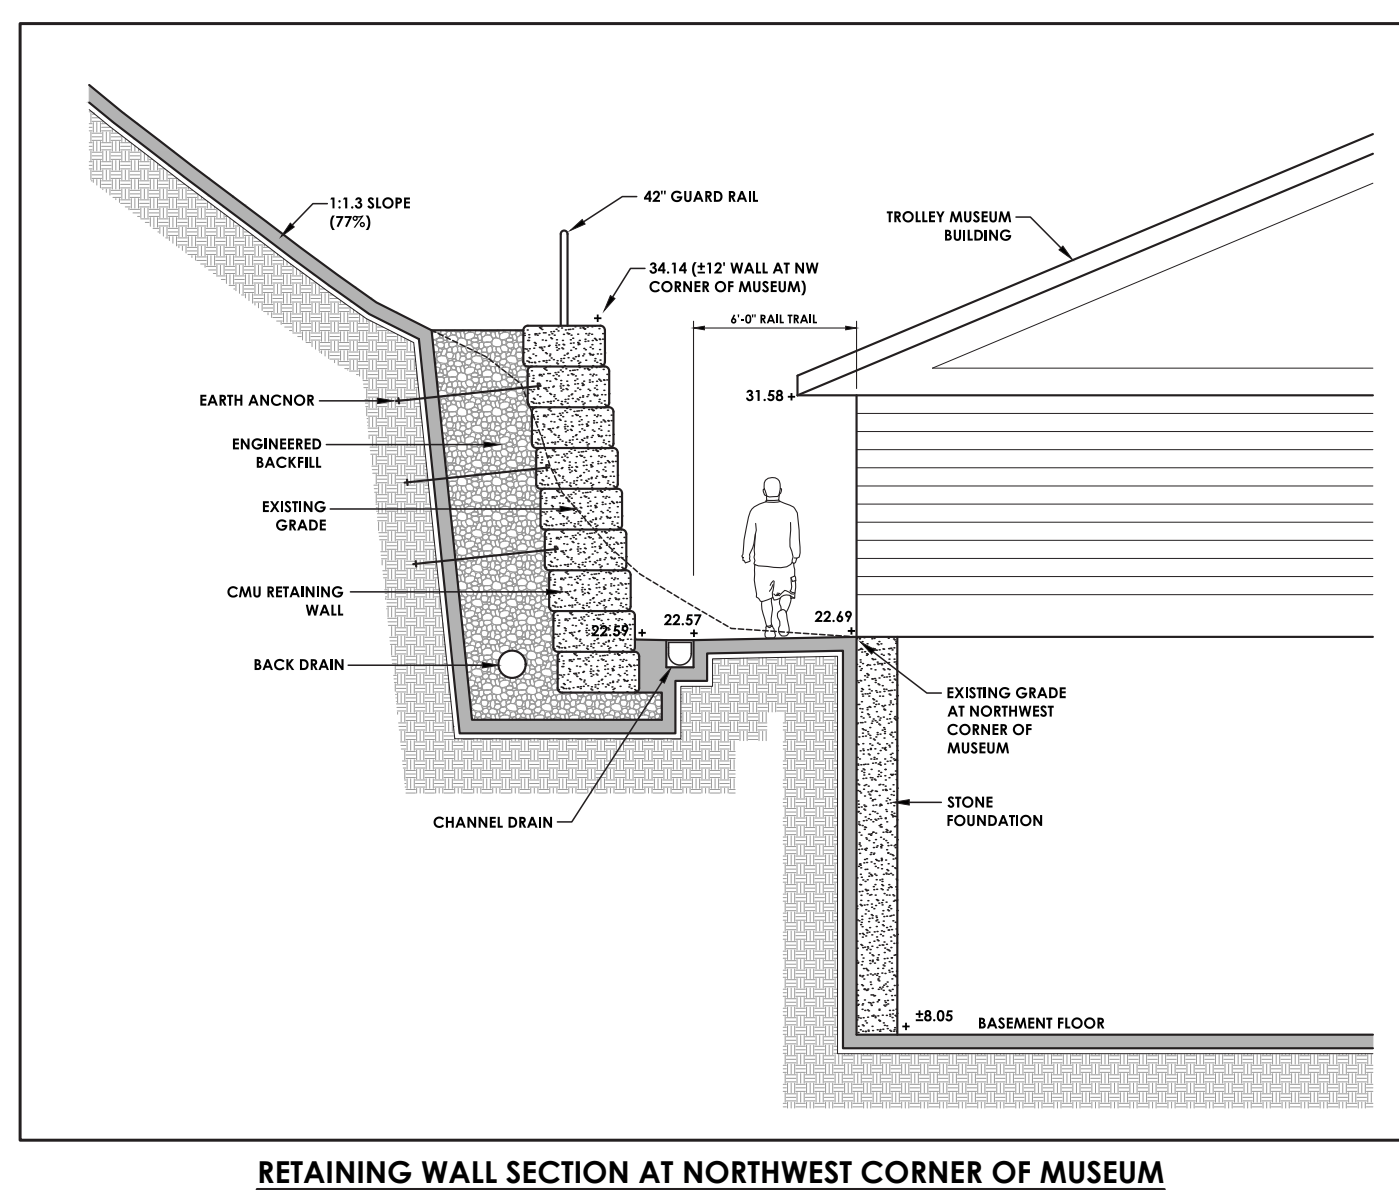 1:1.3 SLOPE
(77%)
42" GUARD RAIL
34.14 (±12' WALL AT NW
CORNER OF MUSEUM)
TROLLEY MUSEUM
BUILDING
6'-0" RAIL TRAIL
31.58
EARTH ANCNOR
ENGINEERED
BACKFILL
EXISTING
GRADE
CMU RETAINING
WALL
22.59
22.57
22.69
BACK DRAIN
EXISTING GRADE
AT NORTHWEST
CORNER OF
MUSEUM
STONE
FOUNDATION
CHANNEL DRAIN
±8.05
BASEMENT FLOOR
RETAINING WALL SECTION AT NORTHWEST CORNER OF MUSEUM